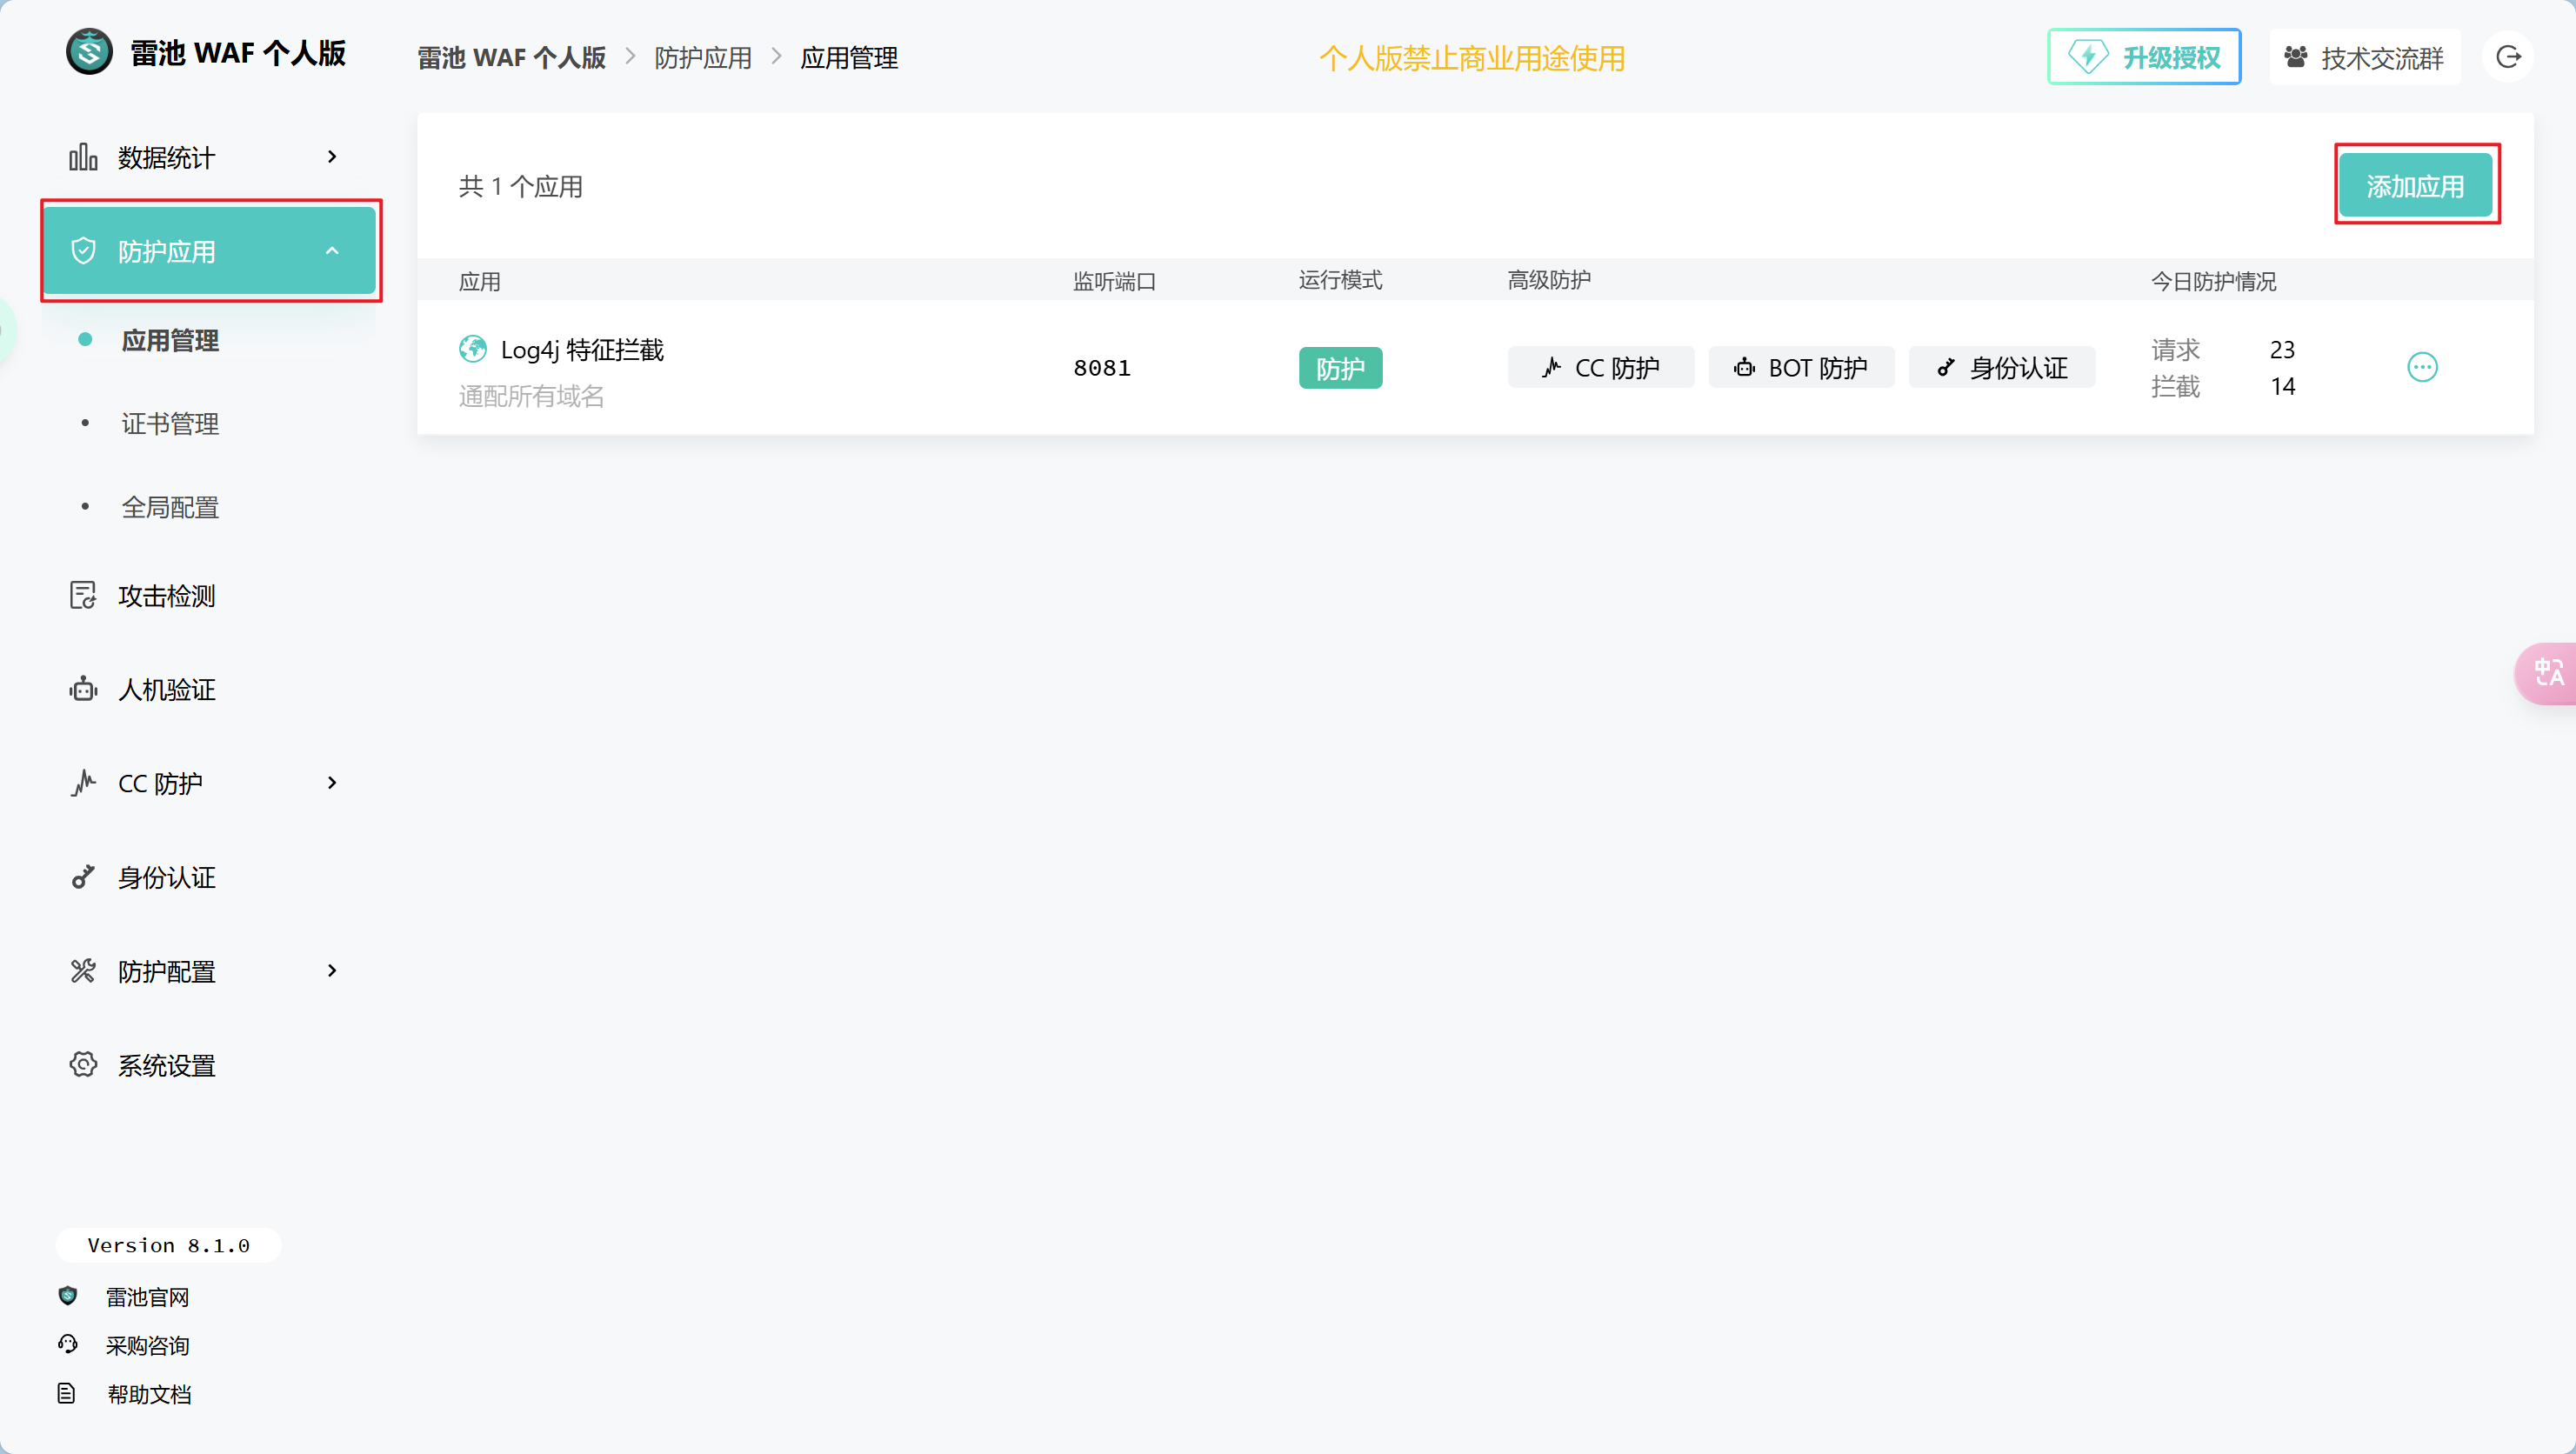 雷池 WAF 个人版
雷池 WAF 个人版 > 防护应用 > 应用管理
个人版禁止商业用途使用
升级授权
技术交流群
数据统计
防护应用
应用管理
证书管理
全局配置
攻击检测
人机验证
CC 防护
身份认证
防护配置
系统设置
Version 8.1.0
雷池官网
采购咨询
帮助文档
共 1 个应用
添加应用
应用 监听端口 运行模式 高级防护 今日防护情况
Log4j 特征拦截
通配所有域名
8081
防护
CC 防护
BOT 防护
身份认证
请求 23
拦截 14
中A